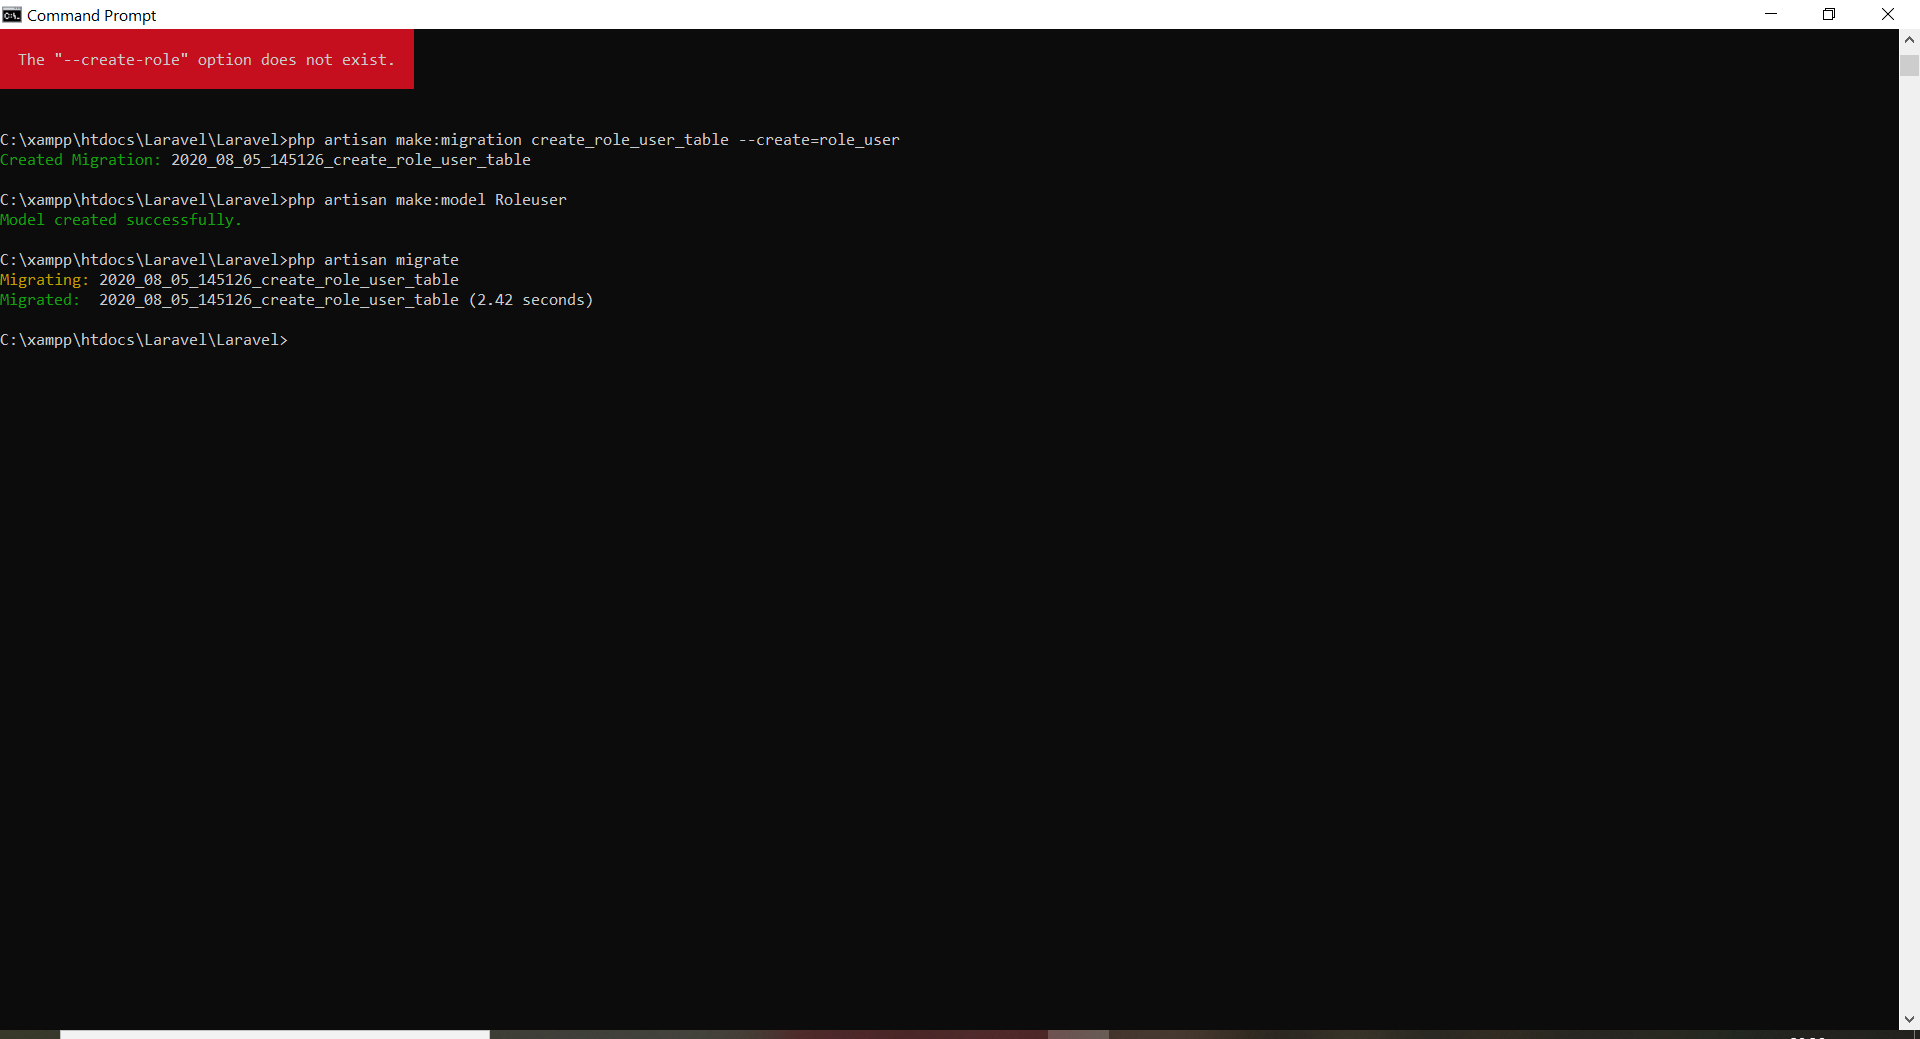 Command Prompt
The "--create-role" option does not exist.
C:\xampp\htdocs\Laravel\Laravel>php artisan make:migration create_role_user_table --create=role_user
Created Migration: 2020_08_05_145126_create_role_user_table
C:\xampp\htdocs\Laravel\Laravel>php artisan make:model Roleuser
Model created successfully.
C:\xampp\htdocs\Laravel\Laravel>php artisan migrate
Migrating: 2020_08_05_145126_create_role_user_table
Migrated:  2020_08_05_145126_create_role_user_table (2.42 seconds)
C:\xampp\htdocs\Laravel\Laravel>